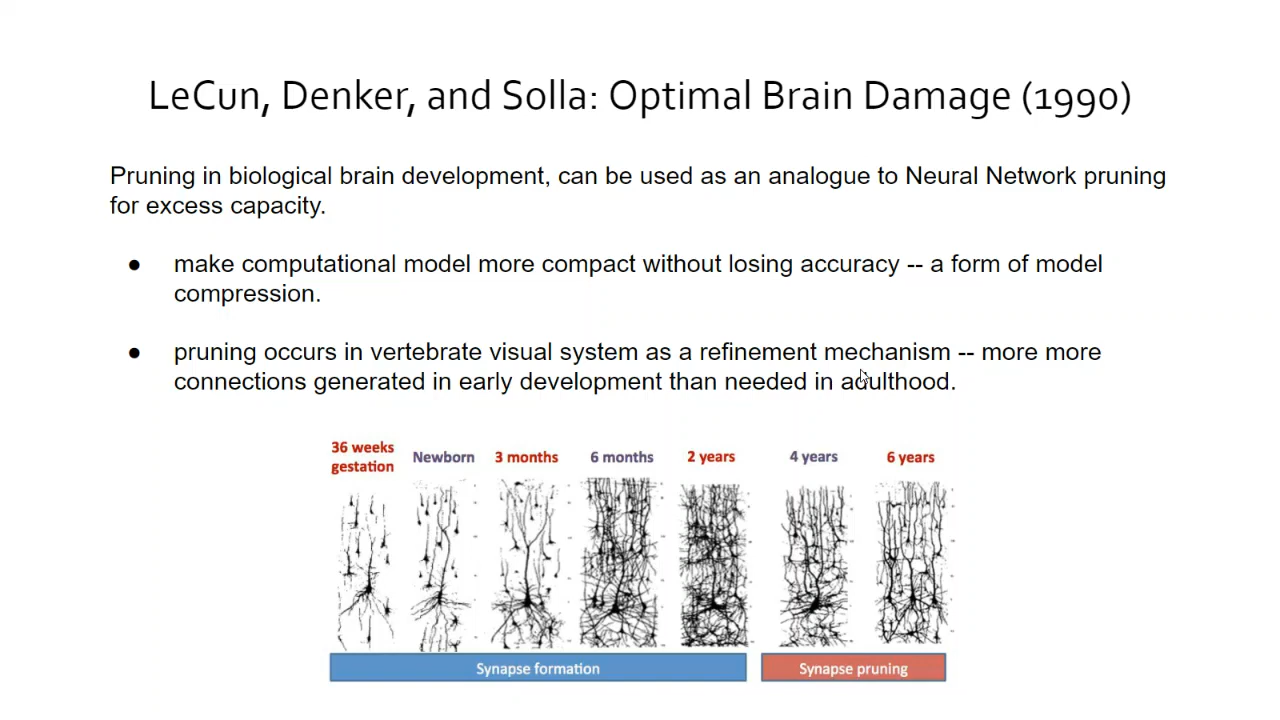 LeCun, Denker, and Solla: Optimal Brain Damage (1990)
Pruning in biological brain development, can be used as an analogue to Neural Network pruning
for excess capacity.
● make computational model more compact without losing accuracy -- a form of model
compression.
● pruning occurs in vertebrate visual system as a refinement mechanism -- more more
connections generated in early development than needed in adulthood.
36 weeks
gestation
Newborn
3 months
6 months
2 years
4 years
6 years
Synapse formation
Synapse pruning